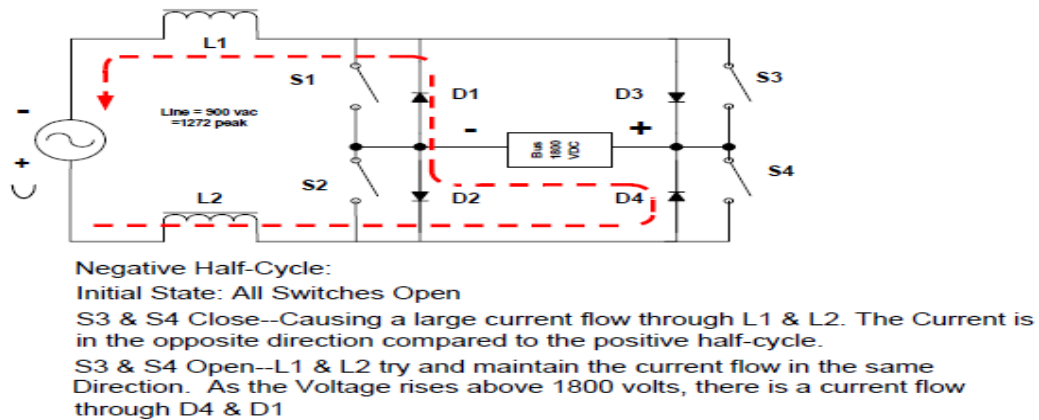 L1
S1
D1
D3
S3
-
Line = 900 vac
=1272 peak
-
+
Bus
1800
VDC
+
S2
S4
L2
D2
D4
Negative Half-Cycle:
Initial State: All Switches Open
S3 & S4 Close--Causing a large current flow through L1 & L2. The Current is
in the opposite direction compared to the positive half-cycle.
S3 & S4 Open--L1 & L2 try and maintain the current flow in the same
Direction. As the Voltage rises above 1800 volts, there is a current flow
through D4 & D1